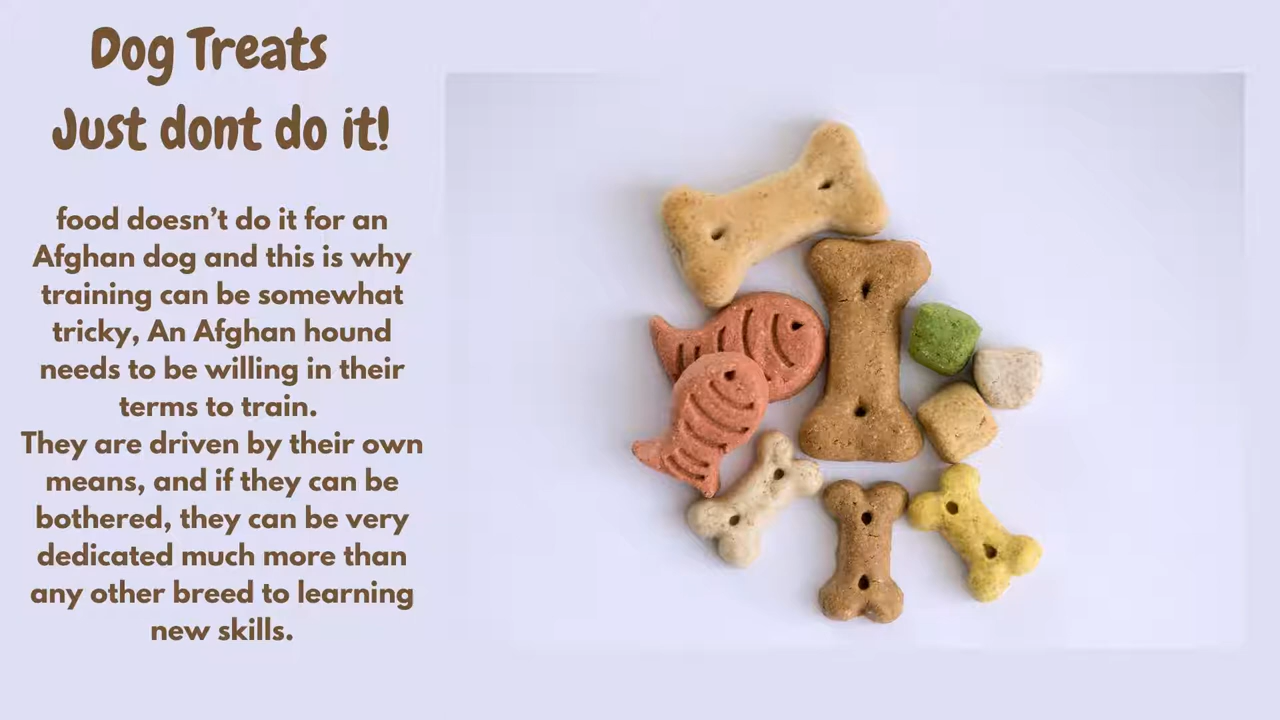 Dog Treats
Just dont do it!
food doesn’t do it for an
Afghan dog and this is why
training can be somewhat
tricky, An Afghan hound
needs to be willing in their
terms to train.
They are driven by their own
means, and if they can be
bothered, they can be very
dedicated much more than
any other breed to learning
new skills.